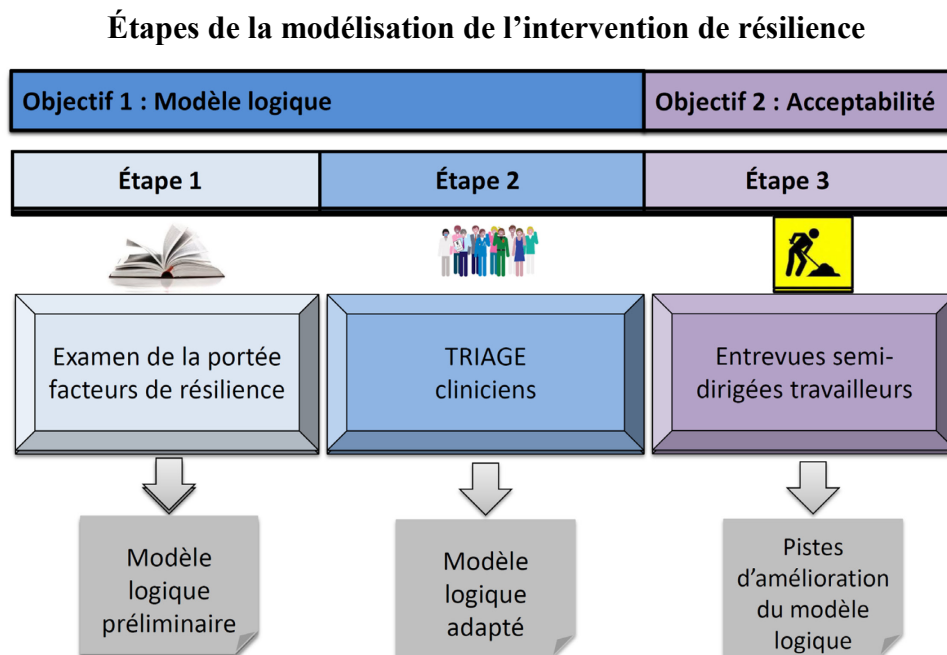 Étapes de la modélisation de l’intervention de résilience
Objectif 1 : Modèle logique
Objectif 2 : Acceptabilité
Étape 1
Étape 2
Étape 3
Examen de la portée
facteurs de résilience
TRIAGE
cliniciens
Entrevues semi-
dirigées travailleurs
Modèle
logique
préliminaire
Modèle
logique
adapté
Pistes
d’amélioration
du modèle
logique